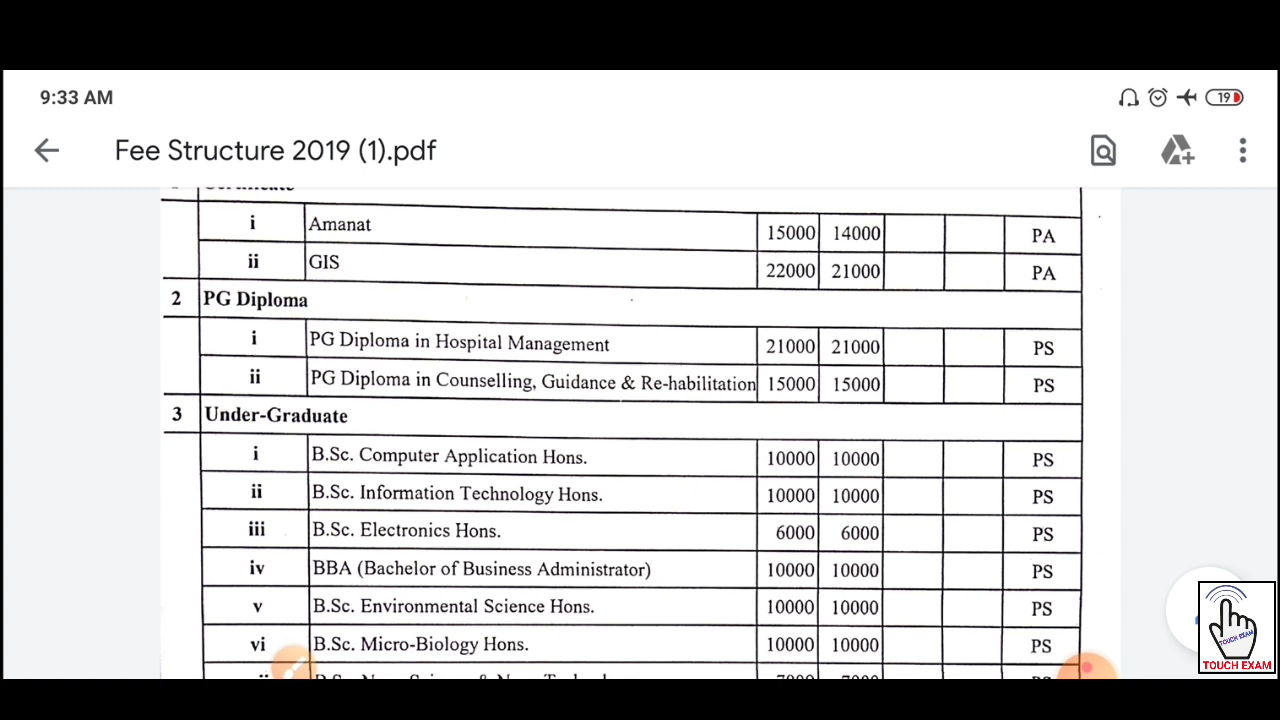 9:33 AM
19
Fee Structure 2019 (1).pdf
Certificate
i Amanat 15000 14000 PA
ii GIS 22000 21000 PA
2 PG Diploma
i PG Diploma in Hospital Management 21000 21000 PS
ii PG Diploma in Counselling, Guidance & Re-habilitation 15000 15000 PS
3 Under-Graduate
i B.Sc. Computer Application Hons. 10000 10000 PS
ii B.Sc. Information Technology Hons. 10000 10000 PS
iii B.Sc. Electronics Hons. 6000 6000 PS
iv BBA (Bachelor of Business Administrator) 10000 10000 PS
v B.Sc. Environmental Science Hons. 10000 10000 PS
vi B.Sc. Micro-Biology Hons. 10000 10000 PS
TOUCH EXAM
TOUCH EXAM